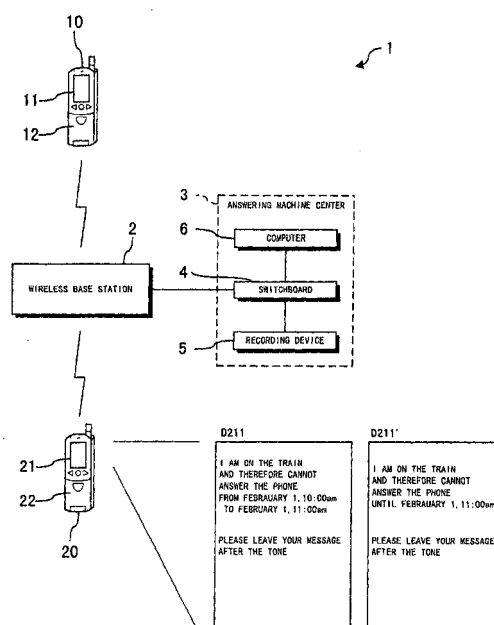 10
1
11
12
3
ANSWERING MACHINE CENTER
6
COMPUTER
2
4
WIRELESS BASE STATION
SWITCHBOARD
5
RECORDING DEVICE
D211
I AM ON THE TRAIN
AND THEREFORE CANNOT
ANSWER THE PHONE
FROM FEBRAUARY 1,10:00am
TO FEBRUARY 1,11:00am
PLEASE LEAVE YOUR MESSAGE
AFTER THE TONE
D211'
I AM ON THE TRAIN
AND THEREFORE CANNOT
ANSWER THE PHONE
UNTIL FEBRAUARY 1,11:00am
PLEASE LEAVE YOUR MESSAGE
AFTER THE TONE
21
22
20